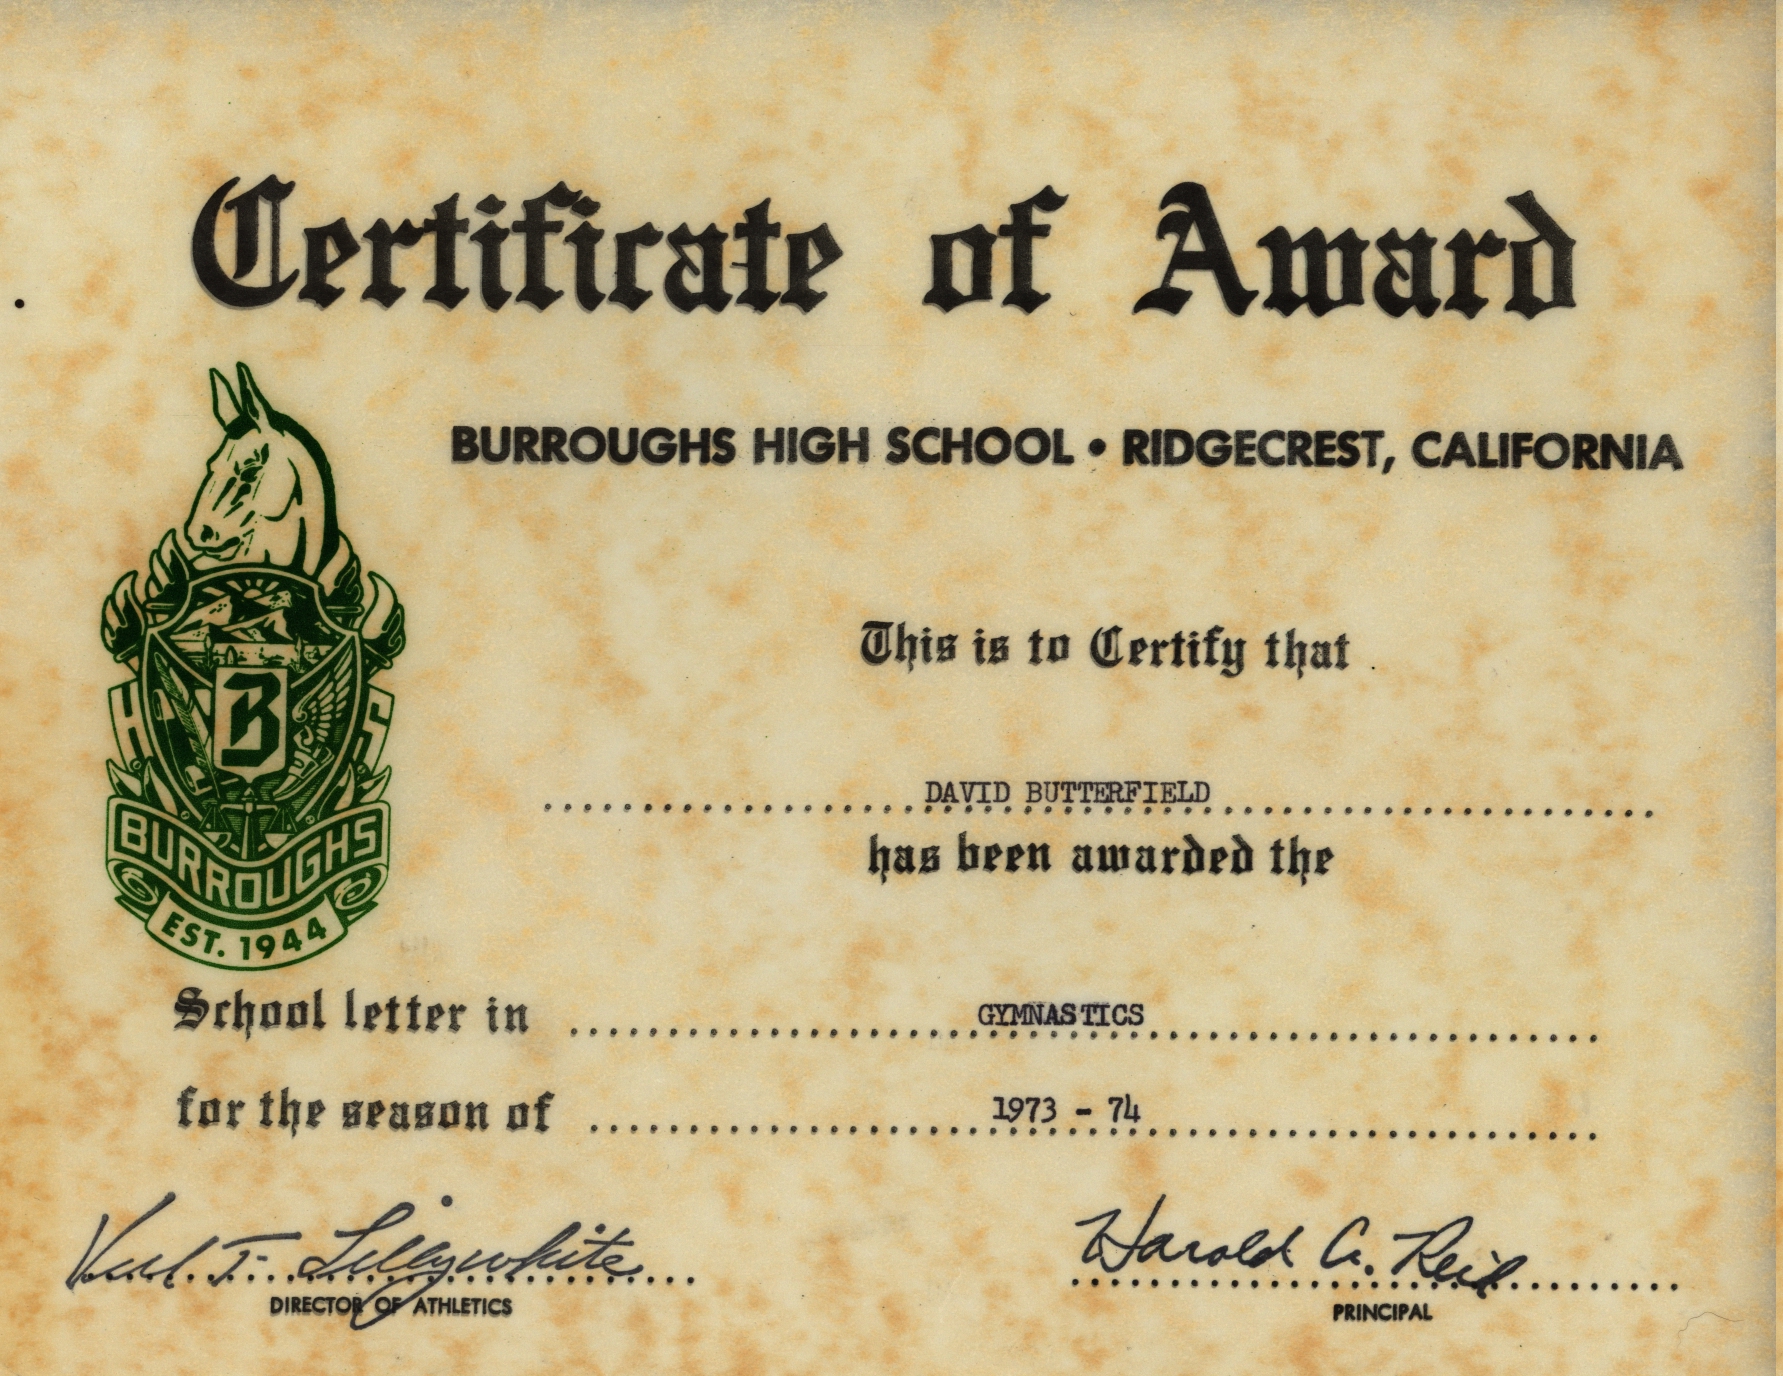 Certificate of Award
BURROUGHS HIGH SCHOOL • RIDGECREST, CALIFORNIA
This is to Certify that
DAVID BUTTERFIELD
has been awarded the
B
H S
BURROUGHS
EST. 1944
School letter in GYMNASTICS
for the season of 1973 - 74
Verl F. Lillywhite
Harold A. Reid
DIRECTOR OF ATHLETICS
PRINCIPAL